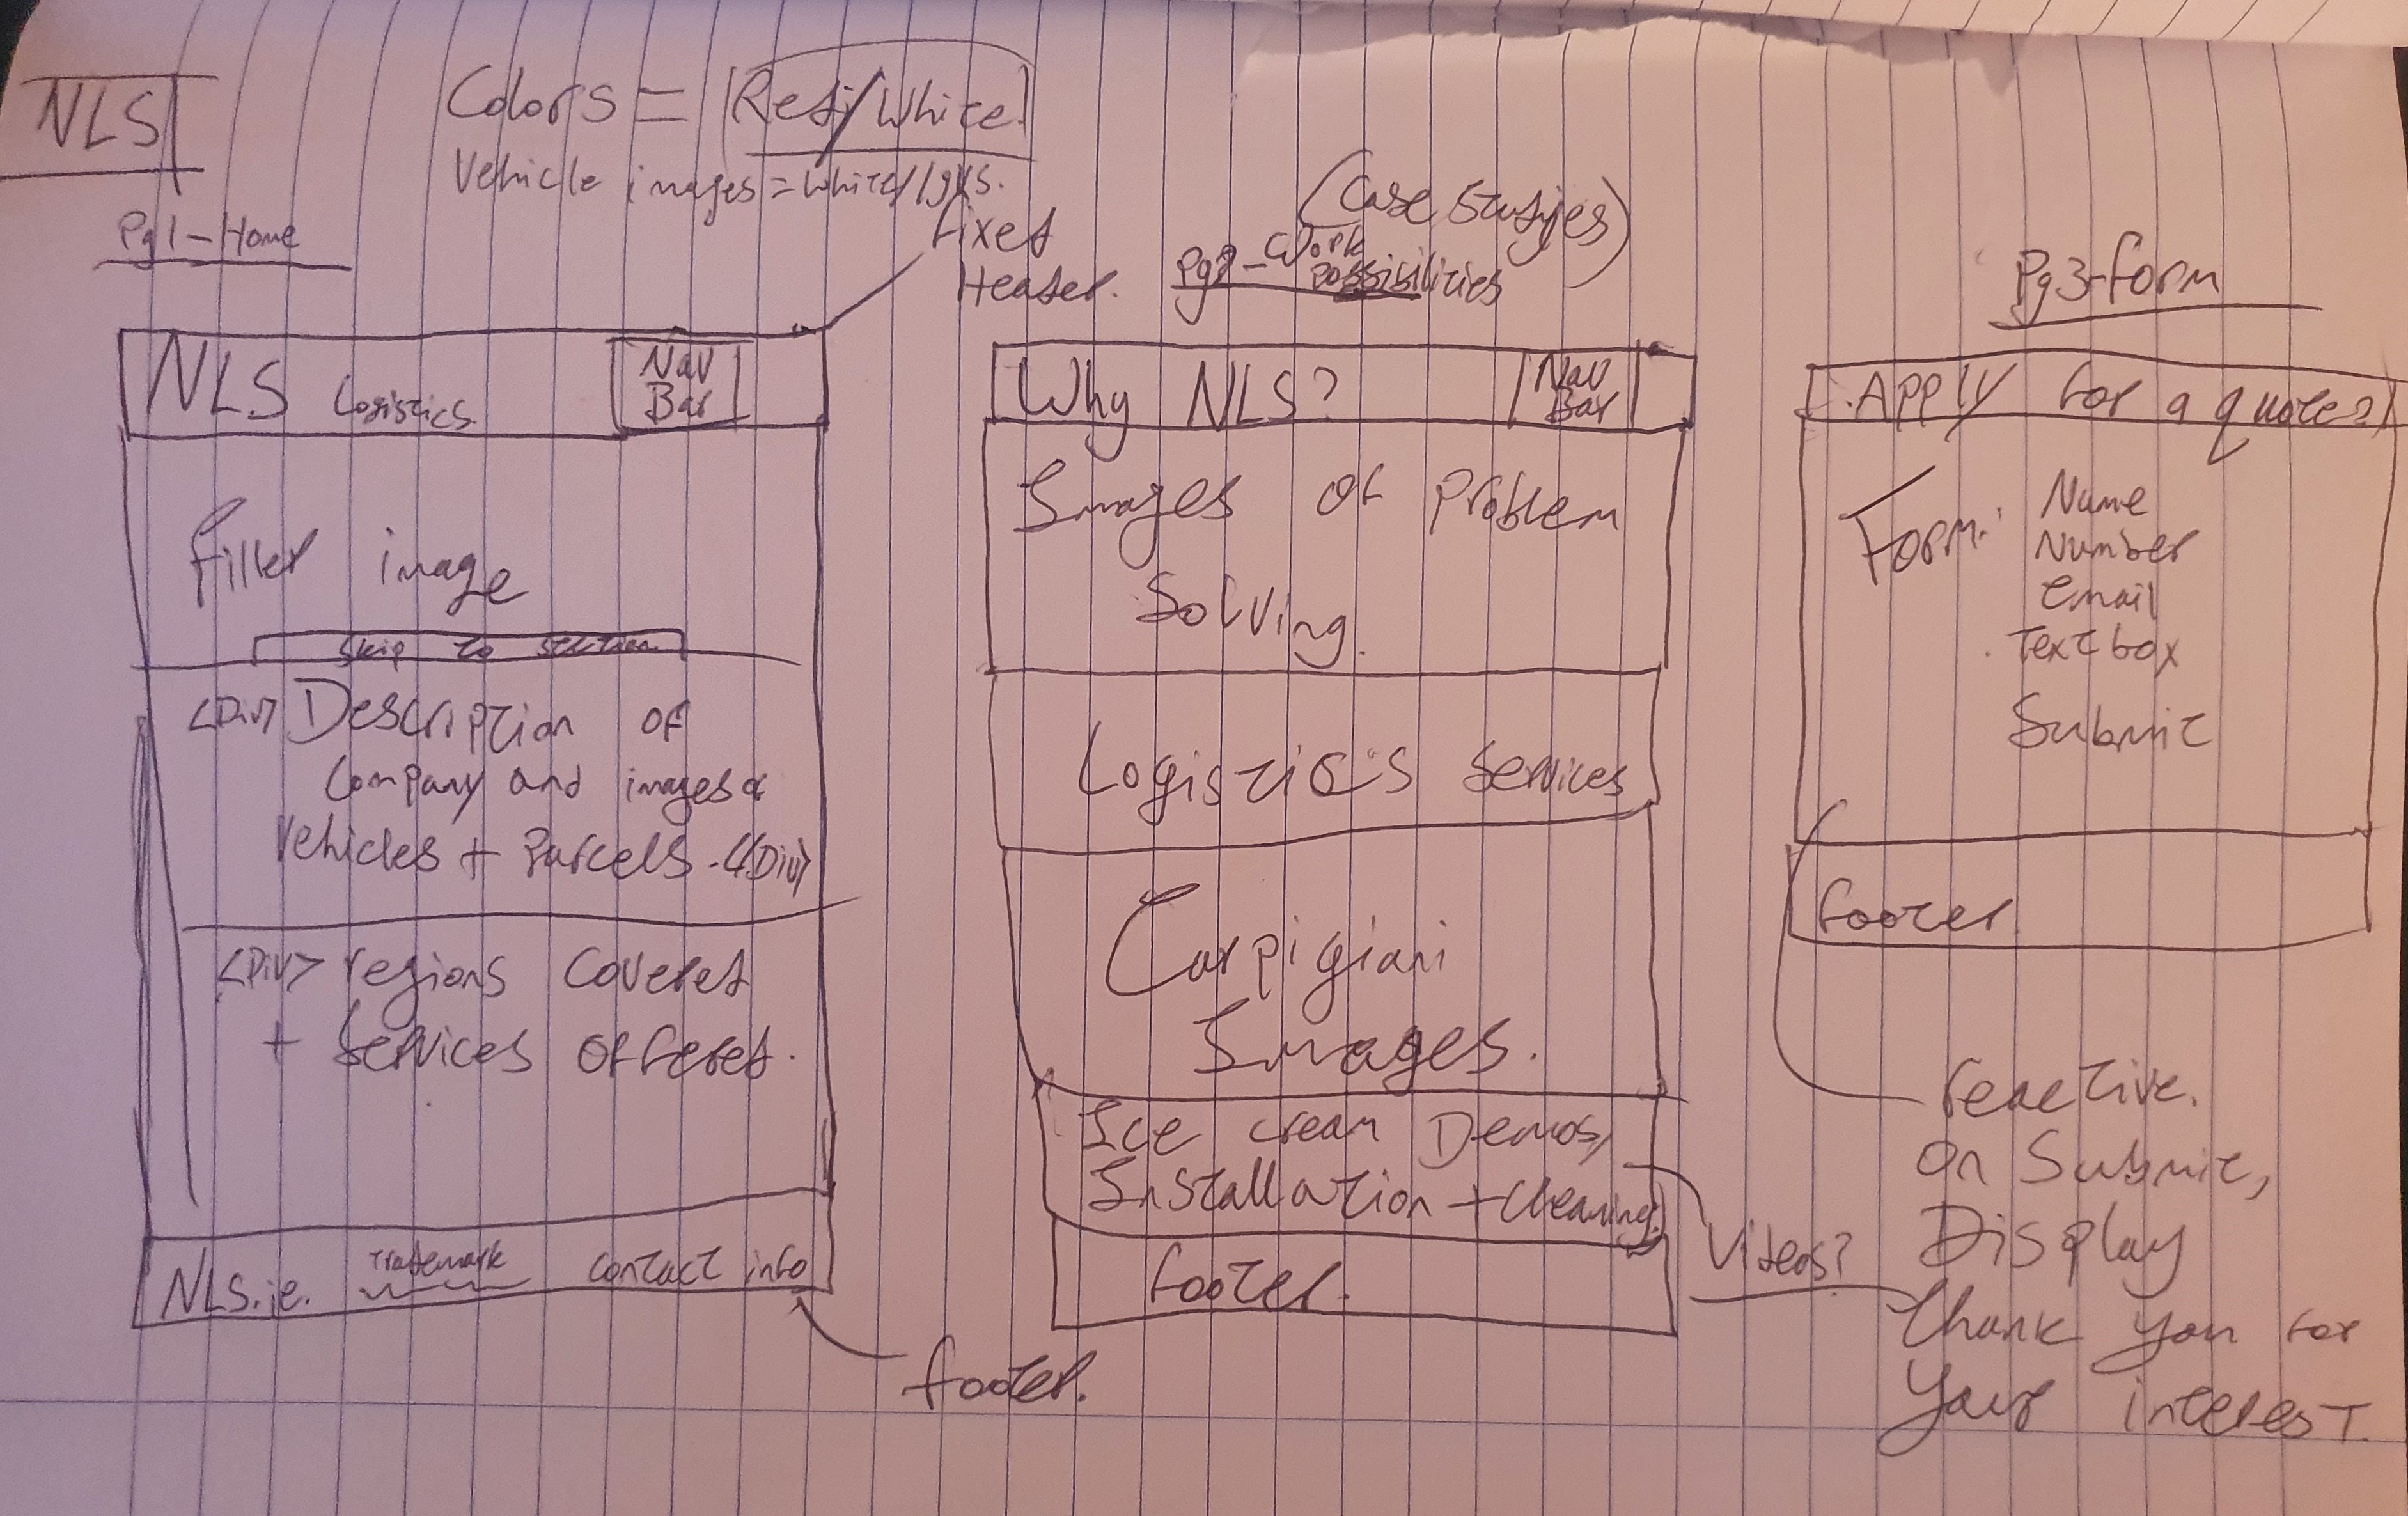 NLS
Colors = Red/White
Vehicle images = white
Pg1 - Home
Fixed
Header.
NLS Logistics
Nav
Bar
Filler image
Skip to section
<Div> Description of
Company and images of
Vehicles + Parcels. </Div>
<Div> regions covered
+ Services offered.
NLS.ie. trademark contact info
footer.
(Case Studies)
Pg2 - Work
possibilities
Why NLS?
Nav
Bar
Images of Problem
Solving.
Logistics Services
Carpigiani
Images.
Ice cream Demos,
Installation + Cleaning.
Videos?
footer.
Pg3 - Form
Apply for a quote?
Form: Name
Number
Email
Textbox
Submit
footer
reactive.
On Submit,
Display
Thank you for
your interest.